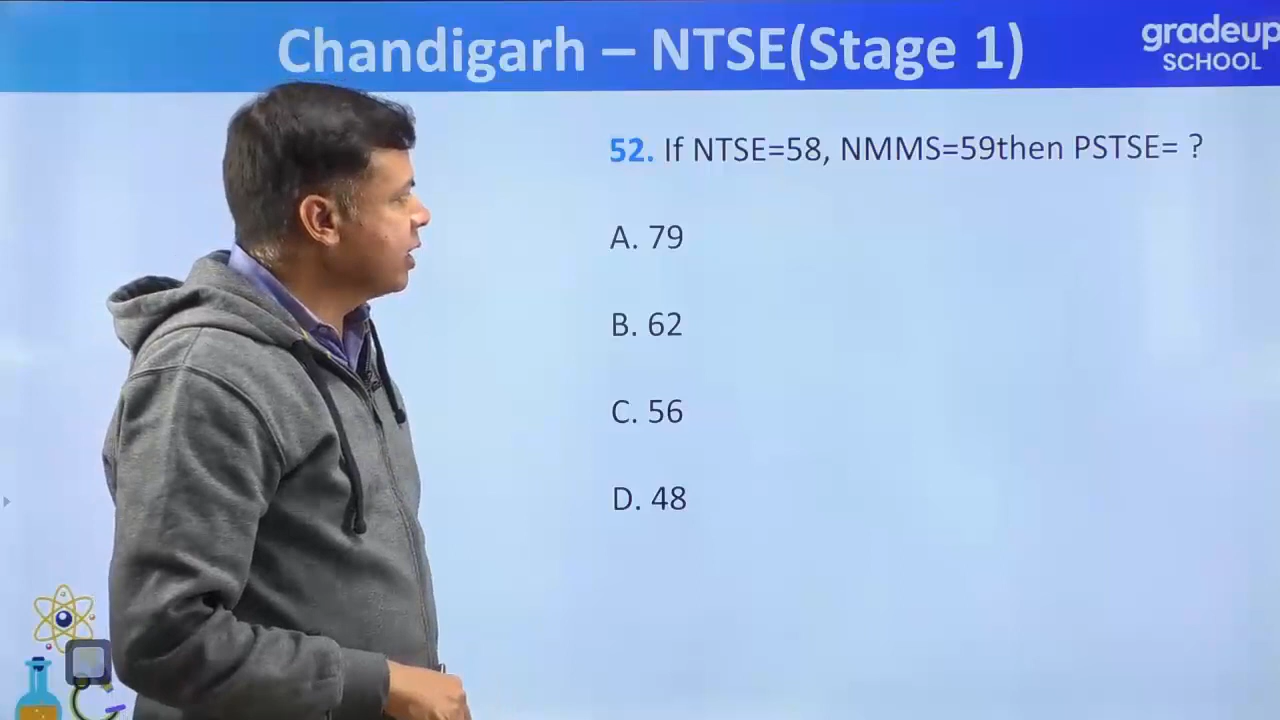 Chandigarh – NTSE(Stage 1)
gradeup
SCHOOL
52. If NTSE=58, NMMS=59then PSTSE= ?
A. 79
B. 62
C. 56
D. 48